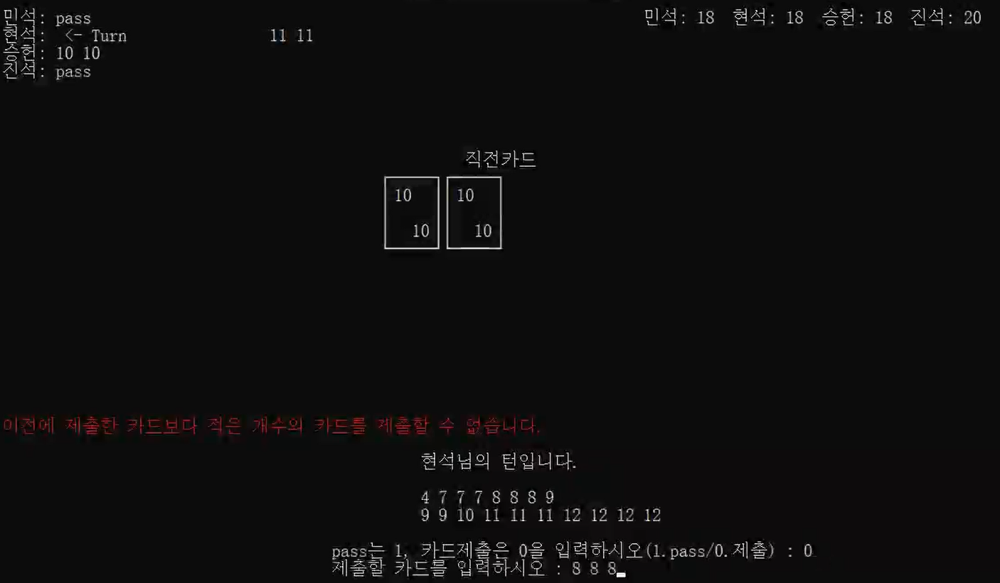 민석: pass
현석: <- Turn 11 11
승헌: 10 10
진석: pass
민석: 18 현석: 18 승헌: 18 진석: 20
직전카드
10 10
10 10
이전에 제출한 카드보다 적은 개수의 카드를 제출할 수 없습니다.
현석님의 턴입니다.
4 7 7 7 8 8 8 9
9 9 10 11 11 11 12 12 12 12
pass는 1, 카드제출은 0을 입력하시오(1.pass/0.제출) : 0
제출할 카드를 입력하시오 : 8 8 8